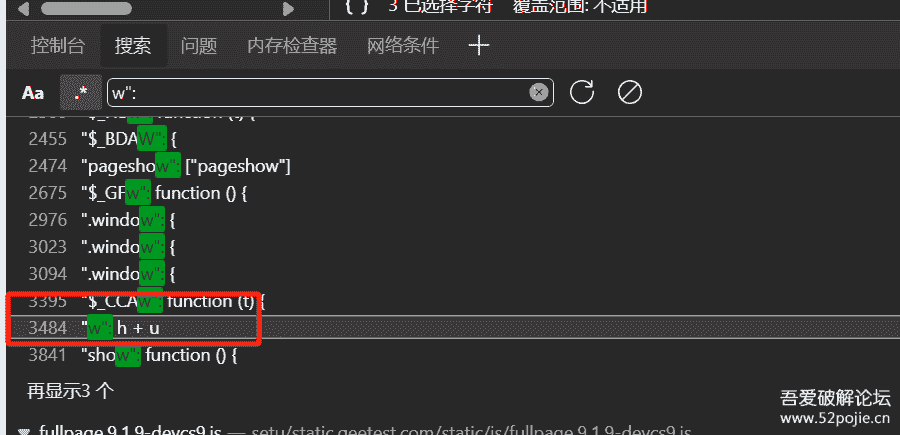 { } 3 已选择字符 覆盖范围: 不适用
控制台 搜索 问题 内存检查器 网络条件 +
Aa .* w":
2455 "$_BDAW": {
2474 "pageshow": ["pageshow"]
2675 "$_GFw": function () {
2976 ".window": {
3023 ".window": {
3094 ".window": {
3395 "$_CCAw": function (t) {
3484 "w": h + u
3841 "show": function () {
再显示3 个
吾爱破解论坛
www.52pojie.cn
fullpage.9.1.9-devcs9.js — setu/static.geetest.com/static/js/fullpage.9.1.9-devcs9.js